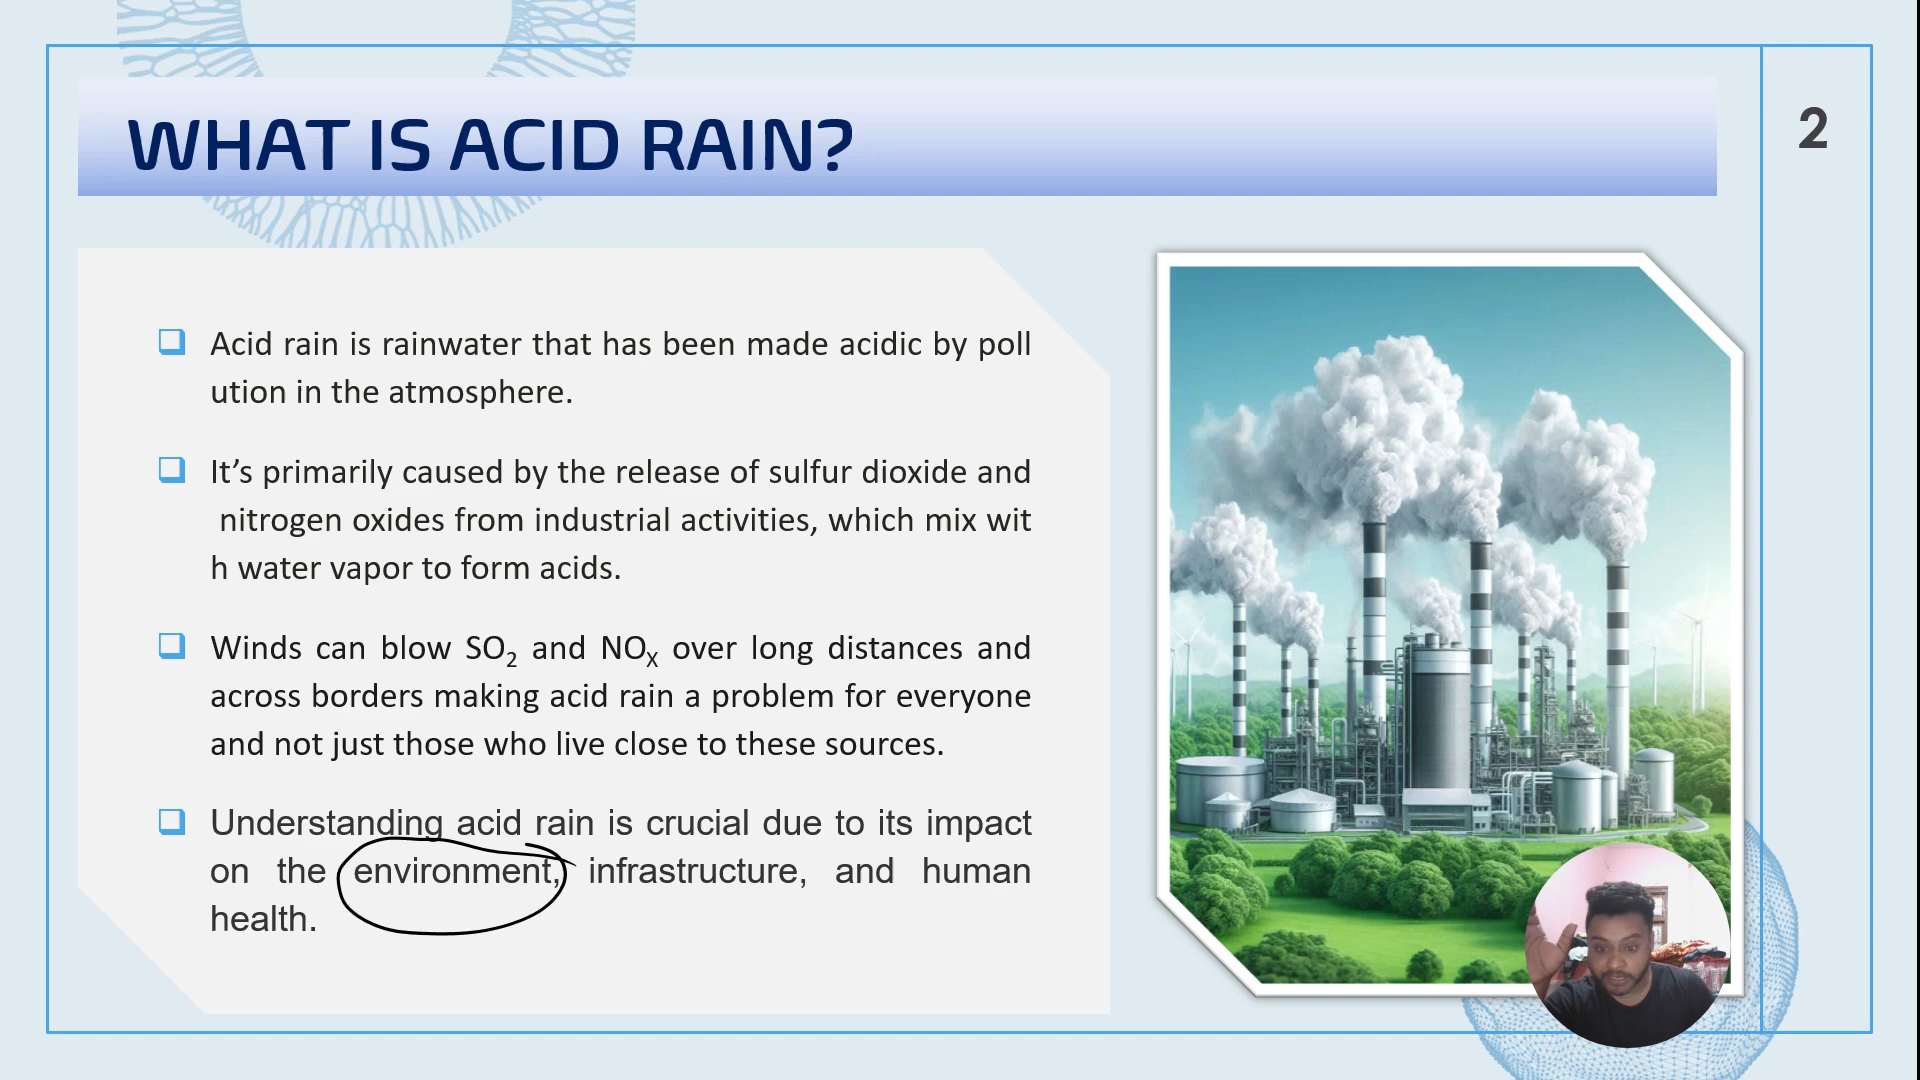 WHAT IS ACID RAIN?
2
Acid rain is rainwater that has been made acidic by poll
ution in the atmosphere.
It’s primarily caused by the release of sulfur dioxide and
nitrogen oxides from industrial activities, which mix wit
h water vapor to form acids.
Winds can blow SO₂ and NOₓ over long distances and
across borders making acid rain a problem for everyone
and not just those who live close to these sources.
Understanding acid rain is crucial due to its impact
on the environment, infrastructure, and human
health.